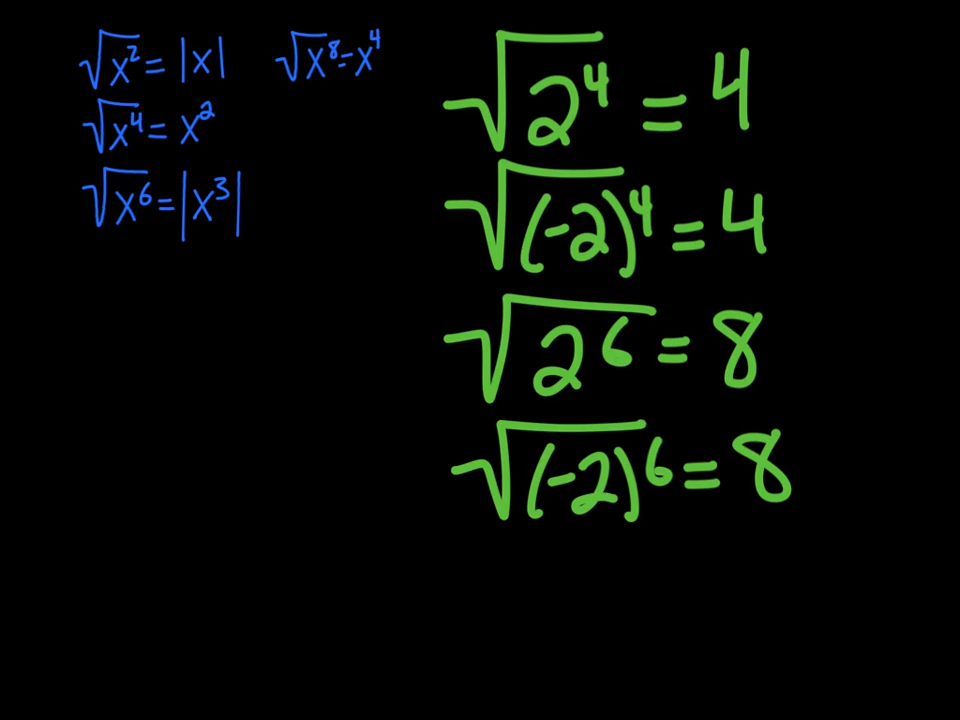 √x² = |x|
√x⁸ = x⁴
√x⁴ = x²
√x⁶ = |x³|
√2⁴ = 4
√(-2)⁴ = 4
√2⁶ = 8
√(-2)⁶ = 8